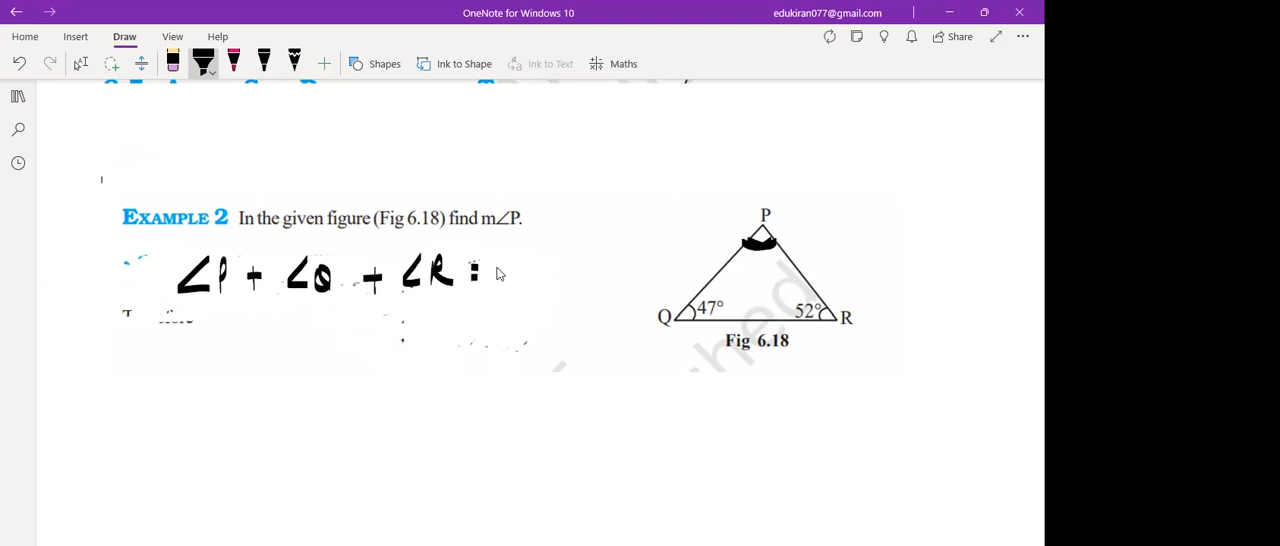 OneNote for Windows 10
edukiran077@gmail.com
Home Insert Draw View Help
Share
Shapes Ink to Shape Ink to Text Maths
EXAMPLE 2 In the given figure (Fig 6.18) find m∠P.
∠P + ∠Q + ∠R =
P
Q 47° 52° R
Fig 6.18